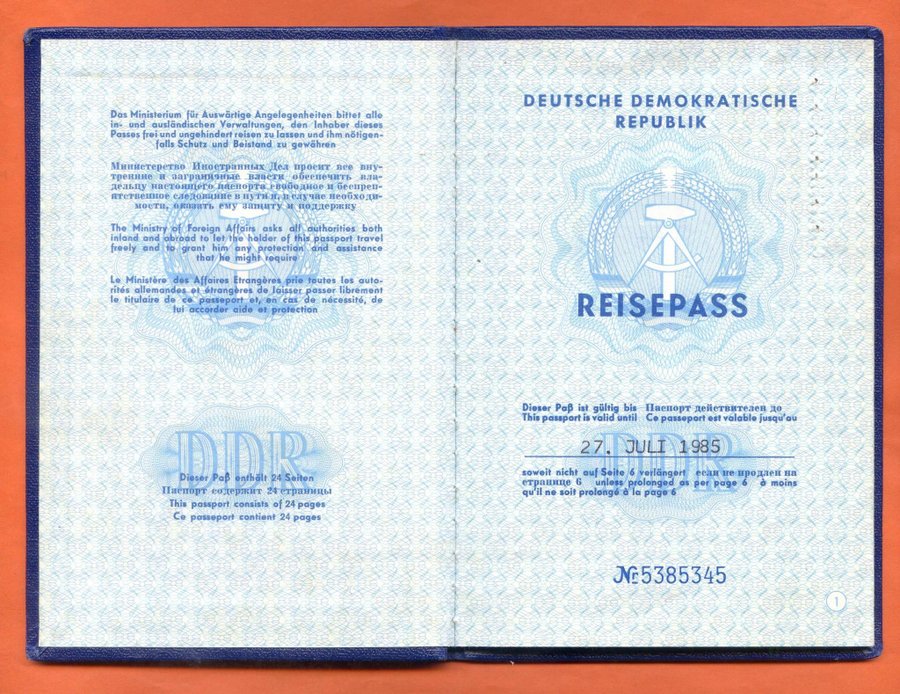 Das Ministerium für Auswärtige Angelegenheiten bittet alle
in- und ausländischen Verwaltungen, den Inhaber dieses
Passes frei und ungehindert reisen zu lassen und ihm nötigen-
falls Schutz und Beistand zu gewähren
Министерство Иностранных Дел просит все вну-
тренние и заграничные власти обеспечить вла-
дельцу настоящего паспорта свободное и беспреп-
ятственное следование в пути и, в случае необходи-
мости, оказать ему защиту и поддержку
The Ministry of Foreign Affairs asks all authorities both
inland and abroad to let the holder of this passport travel
freely and to grant him any protection and assistance
that he might require
Le Ministère des Affaires Étrangères prie toutes les auto-
rités allemandes et étrangères de laisser passer librement
le titulaire de ce passeport et, en cas de nécessité, de
lui accorder aide et protection
DDR
Dieser Paß enthält 24 Seiten
Паспорт содержит 24 страницы
This passport consists of 24 pages
Ce passeport contient 24 pages
DEUTSCHE DEMOKRATISCHE
REPUBLIK
REISEPASS
Dieser Paß ist gültig bis Паспорт действителен до
This passport is valid until Ce passeport est valable jusqu'au
27. JULI 1985
DDR
soweit nicht auf Seite 6 verlängert если не продлен на
странице 6 unless prolonged as per page 6 à moins
qu'il ne soit prolongé à la page 6
№ 5385345
1